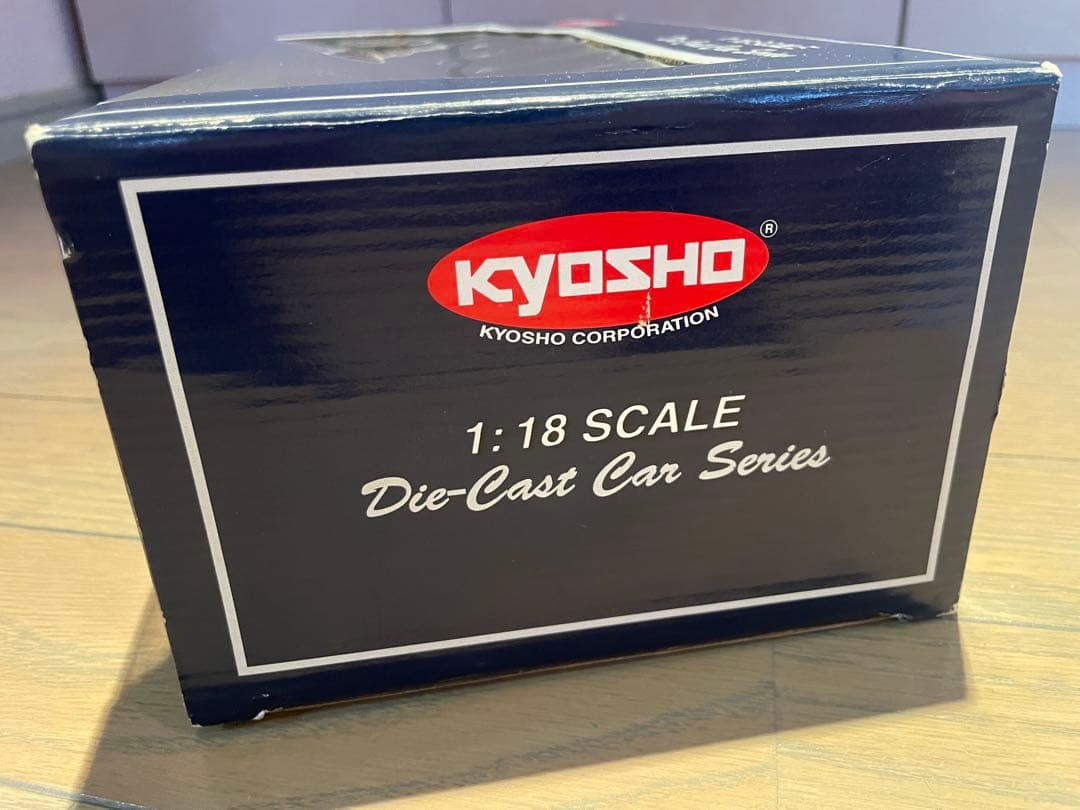 KYOSHO®
KYOSHO CORPORATION
1:18 SCALE
Die-Cast Car Series